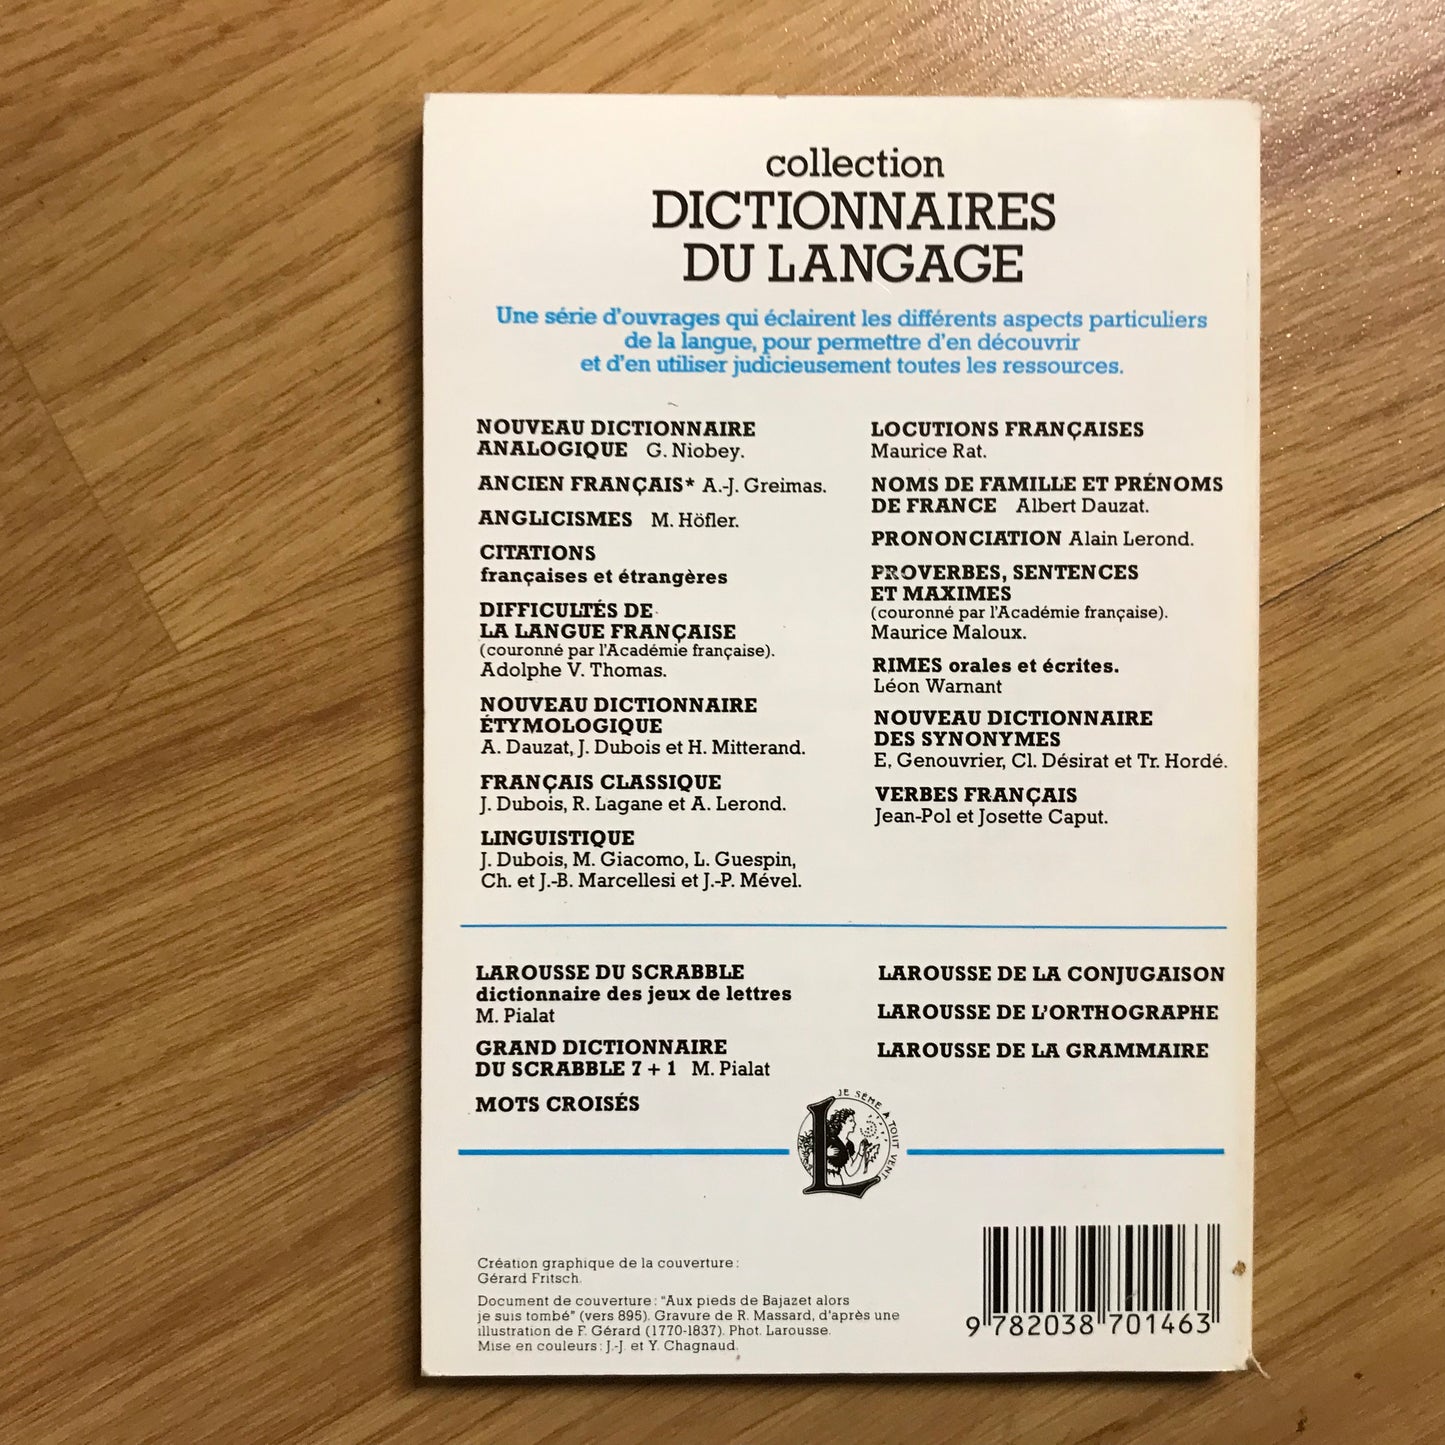 collection
DICTIONNAIRES
DU LANGAGE
Une série d'ouvrages qui éclairent les différents aspects particuliers
de la langue, pour permettre d'en découvrir
et d'en utiliser judicieusement toutes les ressources.
NOUVEAU DICTIONNAIRE
ANALOGIQUE G. Niobey.
ANCIEN FRANÇAIS* A.-J. Greimas.
ANGLICISMES M. Höfler.
CITATIONS
françaises et étrangères
DIFFICULTÉS DE
LA LANGUE FRANÇAISE
(couronné par l'Académie française).
Adolphe V. Thomas.
NOUVEAU DICTIONNAIRE
ÉTYMOLOGIQUE
A. Dauzat, J. Dubois et H. Mitterand.
FRANÇAIS CLASSIQUE
J. Dubois, R. Lagane et A. Lerond.
LINGUISTIQUE
J. Dubois, M. Giacomo, L. Guespin,
Ch. et J.-B. Marcellesi et J.-P. Mével.
LOCUTIONS FRANÇAISES
Maurice Rat.
NOMS DE FAMILLE ET PRÉNOMS
DE FRANCE Albert Dauzat.
PRONONCIATION Alain Lerond.
PROVERBES, SENTENCES
ET MAXIMES
(couronné par l'Académie française).
Maurice Maloux.
RIMES orales et écrites.
Léon Warnant
NOUVEAU DICTIONNAIRE
DES SYNONYMES
E. Genouvrier, Cl. Désirat et Tr. Hordé.
VERBES FRANÇAIS
Jean-Pol et Josette Caput.
LAROUSSE DU SCRABBLE
dictionnaire des jeux de lettres
M. Pialat
GRAND DICTIONNAIRE
DU SCRABBLE 7 + 1 M. Pialat
MOTS CROISÉS
LAROUSSE DE LA CONJUGAISON
LAROUSSE DE L'ORTHOGRAPHE
LAROUSSE DE LA GRAMMAIRE
JE SÈME À TOUT VENT
L
Création graphique de la couverture :
Gérard Fritsch.
Document de couverture : "Aux pieds de Bajazet alors
je suis tombé" (vers 895). Gravure de R. Massard, d'après une
illustration de F. Gérard (1770-1837). Phot. Larousse.
Mise en couleurs : J.-J. et Y. Chagnaud.
9 782038 701463